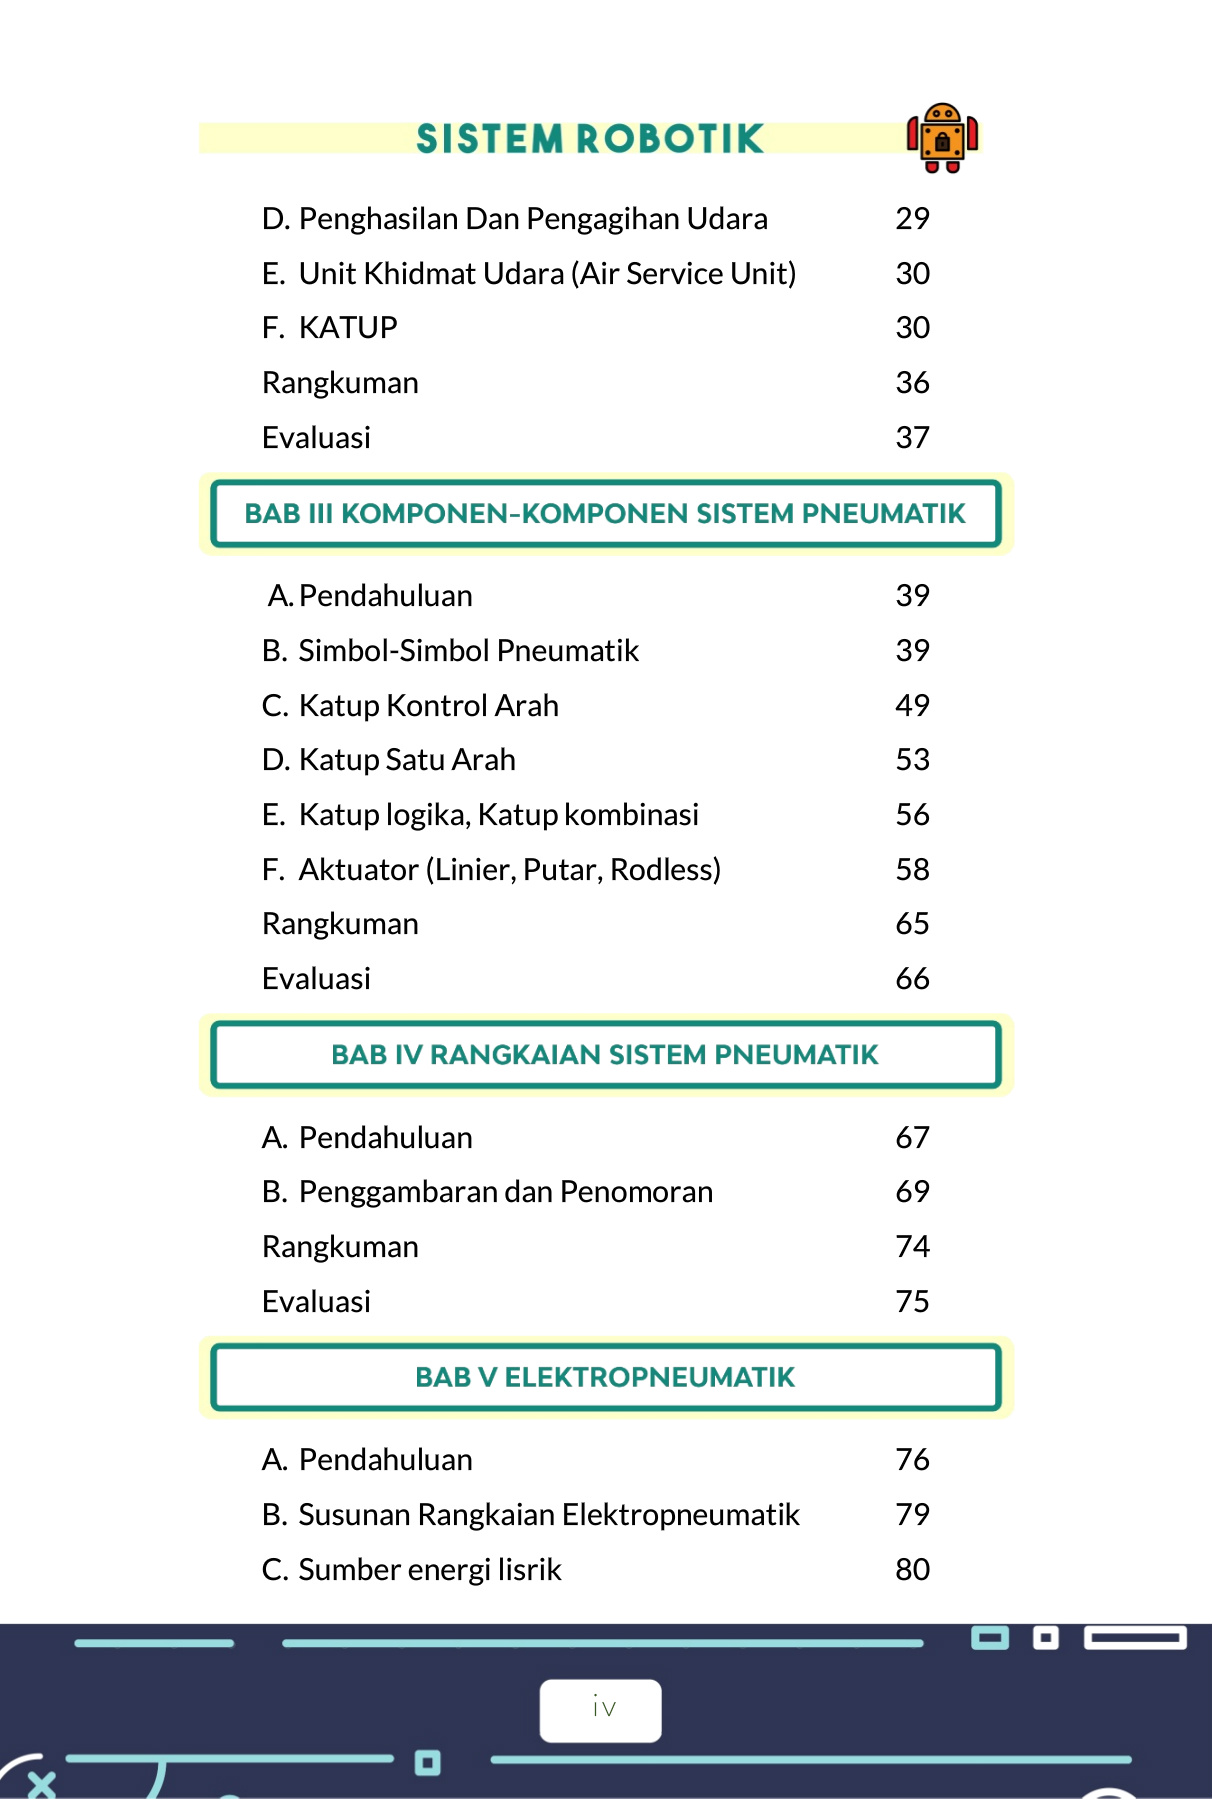 SISTEM ROBOTIK
D. Penghasilan Dan Pengagihan Udara 29
E. Unit Khidmat Udara (Air Service Unit) 30
F. KATUP 30
Rangkuman 36
Evaluasi 37
BAB III KOMPONEN-KOMPONEN SISTEM PNEUMATIK
A. Pendahuluan 39
B. Simbol-Simbol Pneumatik 39
C. Katup Kontrol Arah 49
D. Katup Satu Arah 53
E. Katup logika, Katup kombinasi 56
F. Aktuator (Linier, Putar, Rodless) 58
Rangkuman 65
Evaluasi 66
BAB IV RANGKAIAN SISTEM PNEUMATIK
A. Pendahuluan 67
B. Penggambaran dan Penomoran 69
Rangkuman 74
Evaluasi 75
BAB V ELEKTROPNEUMATIK
A. Pendahuluan 76
B. Susunan Rangkaian Elektropneumatik 79
C. Sumber energi lisrik 80
iv